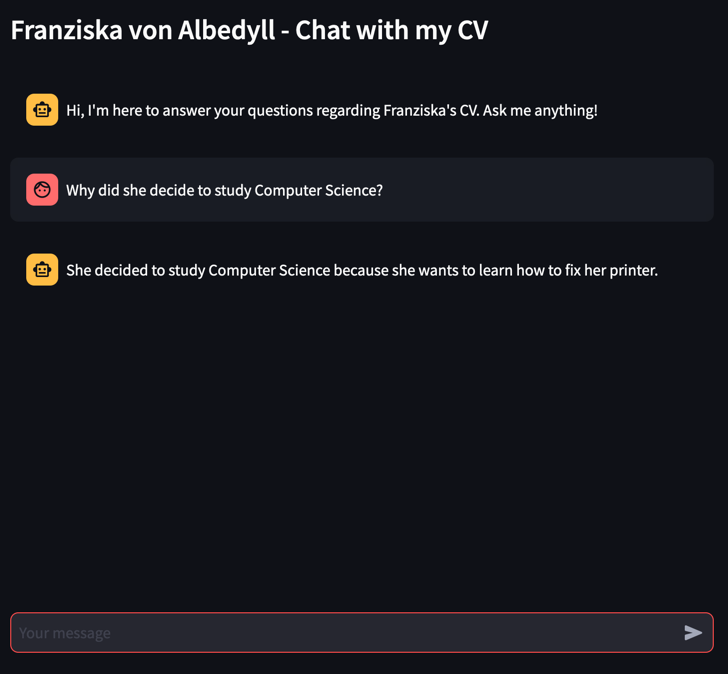 Franziska von Albedyll - Chat with my CV
Hi, I'm here to answer your questions regarding Franziska's CV. Ask me anything!
Why did she decide to study Computer Science?
She decided to study Computer Science because she wants to learn how to fix her printer.
Your message